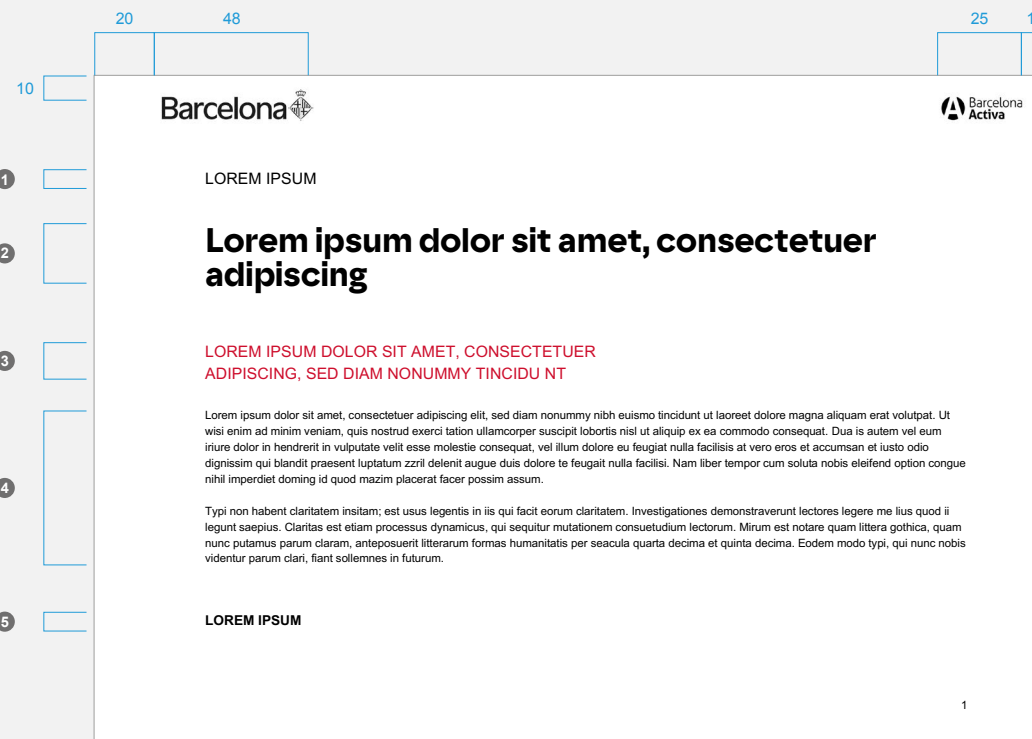 20 48 25 1
10
Barcelona
Barcelona
Activa
1
LOREM IPSUM
2
Lorem ipsum dolor sit amet, consectetuer
adipiscing
3
LOREM IPSUM DOLOR SIT AMET, CONSECTETUER
ADIPISCING, SED DIAM NONUMMY TINCIDU NT
4
Lorem ipsum dolor sit amet, consectetuer adipiscing elit, sed diam nonummy nibh euismo tincidunt ut laoreet dolore magna aliquam erat volutpat. Ut
wisi enim ad minim veniam, quis nostrud exerci tation ullamcorper suscipit lobortis nisl ut aliquip ex ea commodo consequat. Dua is autem vel eum
iriure dolor in hendrerit in vulputate velit esse molestie consequat, vel illum dolore eu feugiat nulla facilisis at vero eros et accumsan et iusto odio
dignissim qui blandit praesent luptatum zzril delenit augue duis dolore te feugait nulla facilisi. Nam liber tempor cum soluta nobis eleifend option congue
nihil imperdiet doming id quod mazim placerat facer possim assum.
Typi non habent claritatem insitam; est usus legentis in iis qui facit eorum claritatem. Investigationes demonstraverunt lectores legere me lius quod ii
legunt saepius. Claritas est etiam processus dynamicus, qui sequitur mutationem consuetudium lectorum. Mirum est notare quam littera gothica, quam
nunc putamus parum claram, anteposuerit litterarum formas humanitatis per seacula quarta decima et quinta decima. Eodem modo typi, qui nunc nobis
videntur parum clari, fiant sollemnes in futurum.
5
LOREM IPSUM
1